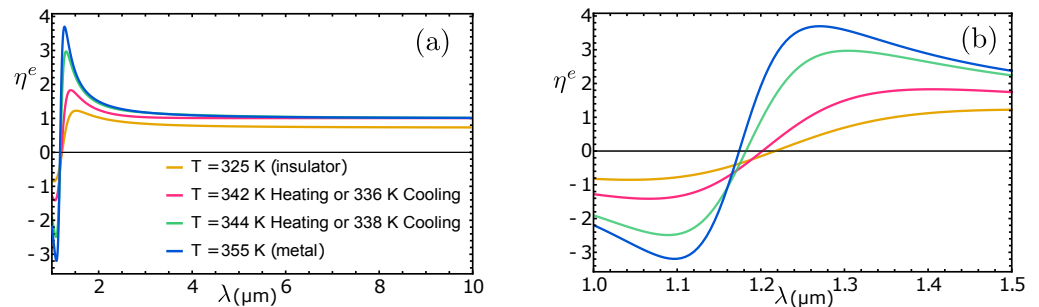 (a)
η^e
4
3
2
1
0
-1
-2
-3
T = 325 K (insulator)
T = 342 K Heating or 336 K Cooling
T = 344 K Heating or 338 K Cooling
T = 355 K (metal)
2 4 6 8 10
λ(μm)
(b)
η^e
4
3
2
1
0
-1
-2
-3
1.0 1.1 1.2 1.3 1.4 1.5
λ(μm)